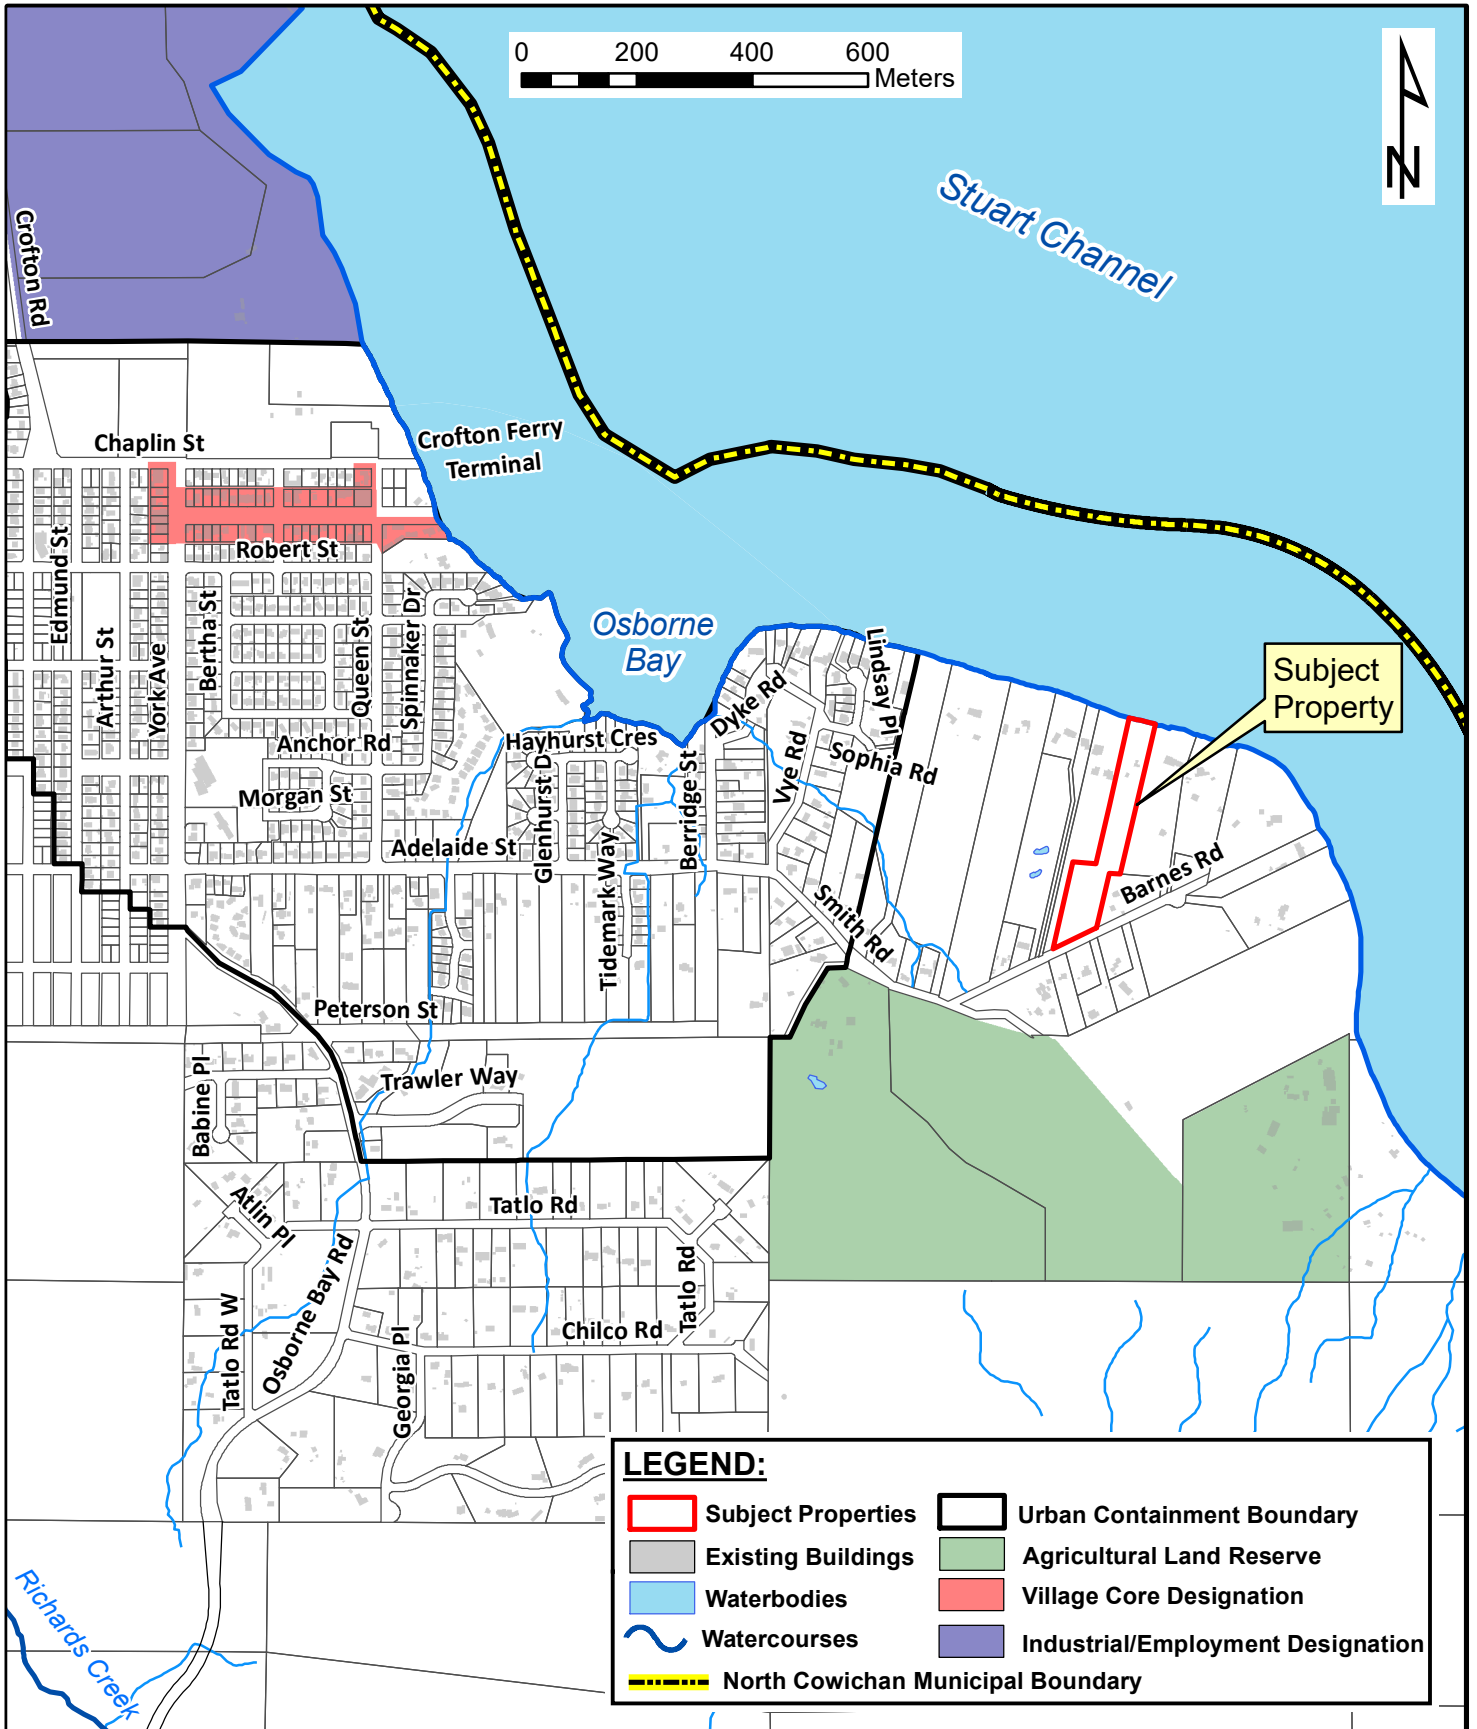 0 200 400 600
Meters
N
Stuart Channel
Crofton Rd
Chaplin St
Crofton Ferry
Terminal
Robert St
Edmund St
Arthur St
York Ave
Bertha St
Queen St
Spinnaker Dr
Osborne
Bay
Lindsay Pl
Subject
Property
Dyke Rd
Anchor Rd
Hayhurst Cres
Vye Rd
Sophia Rd
Morgan St
Glenhurst Dr
Berridge St
Adelaide St
Tidemark Way
Barnes Rd
Smith Rd
Peterson St
Babine Pl
Trawler Way
Atlin Pl
Tatlo Rd
Osborne Bay Rd
Tatlo Rd
Tatlo Rd W
Georgia Pl
Chilco Rd
Richards Creek
LEGEND:
Subject Properties
Urban Containment Boundary
Existing Buildings
Agricultural Land Reserve
Waterbodies
Village Core Designation
Watercourses
Industrial/Employment Designation
North Cowichan Municipal Boundary